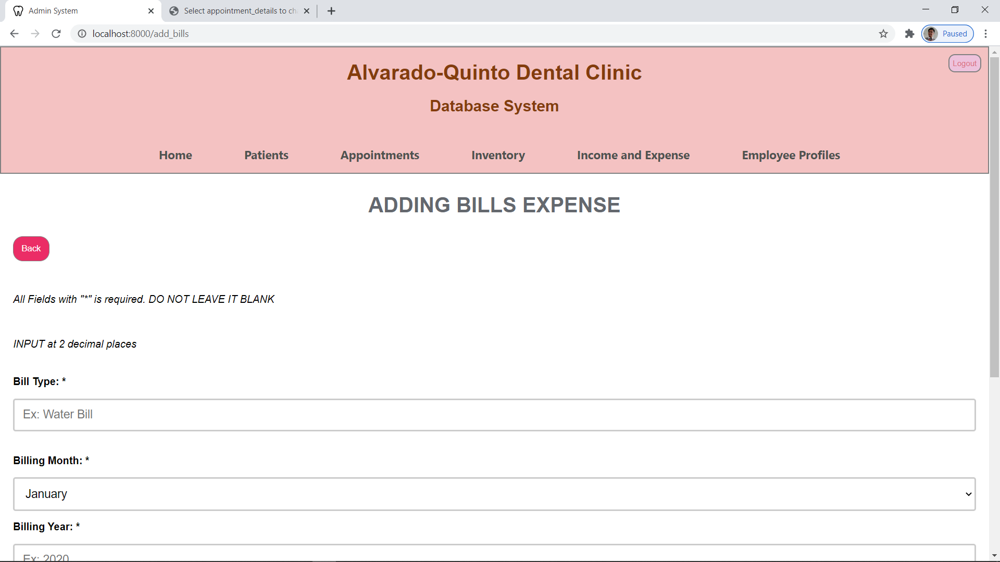 Admin System
Select appointment_details to ch
localhost:8000/add_bills
Paused
Logout
Alvarado-Quinto Dental Clinic
Database System
Home Patients Appointments Inventory Income and Expense Employee Profiles
ADDING BILLS EXPENSE
Back
All Fields with "*" is required. DO NOT LEAVE IT BLANK
INPUT at 2 decimal places
Bill Type: *
Ex: Water Bill
Billing Month: *
January
Billing Year: *
Ex: 2020